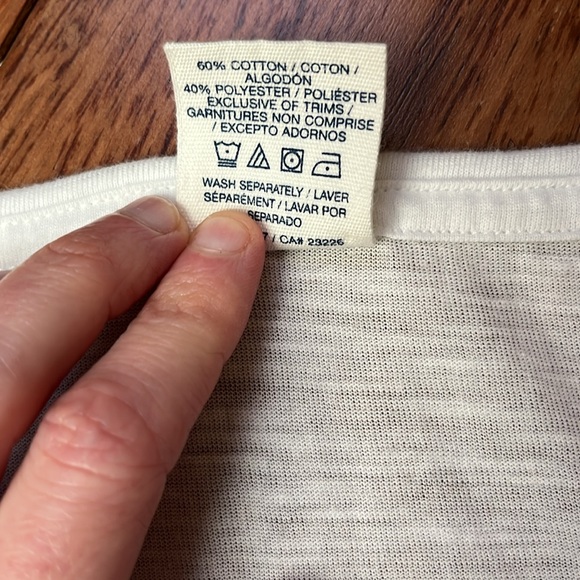 60% COTTON / COTON /
ALGODÓN
40% POLYESTER / POLIÉSTER
EXCLUSIVE OF TRIMS /
GARNITURES NON COMPRISE
/ EXCEPTO ADORNOS
WASH SEPARATELY / LAVER
SÉPARÉMENT / LAVAR POR
SEPARADO
7 / CA# 23226